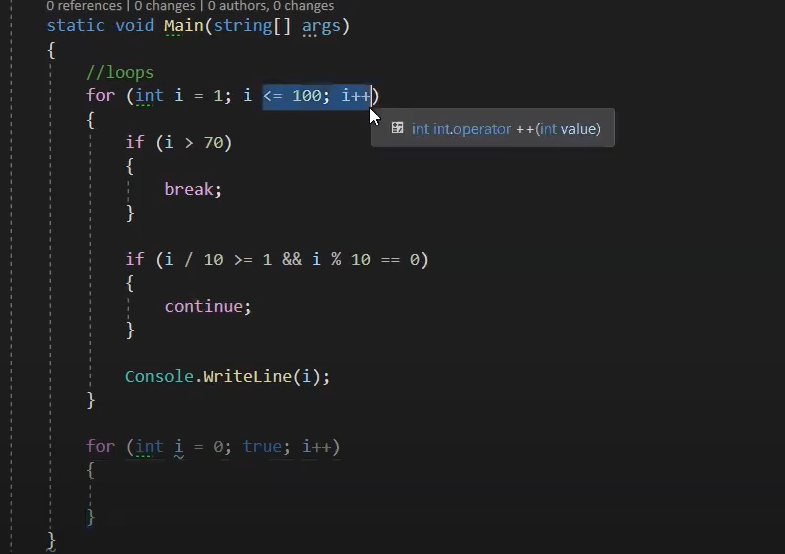 0 references | 0 changes | 0 authors, 0 changes
static void Main(string[] args)
{
//loops
for (int i = 1; i <= 100; i++)
{
int int.operator ++(int value)
if (i > 70)
{
break;
}
if (i / 10 >= 1 && i % 10 == 0)
{
continue;
}
Console.WriteLine(i);
}
for (int i = 0; true; i++)
{
}
}